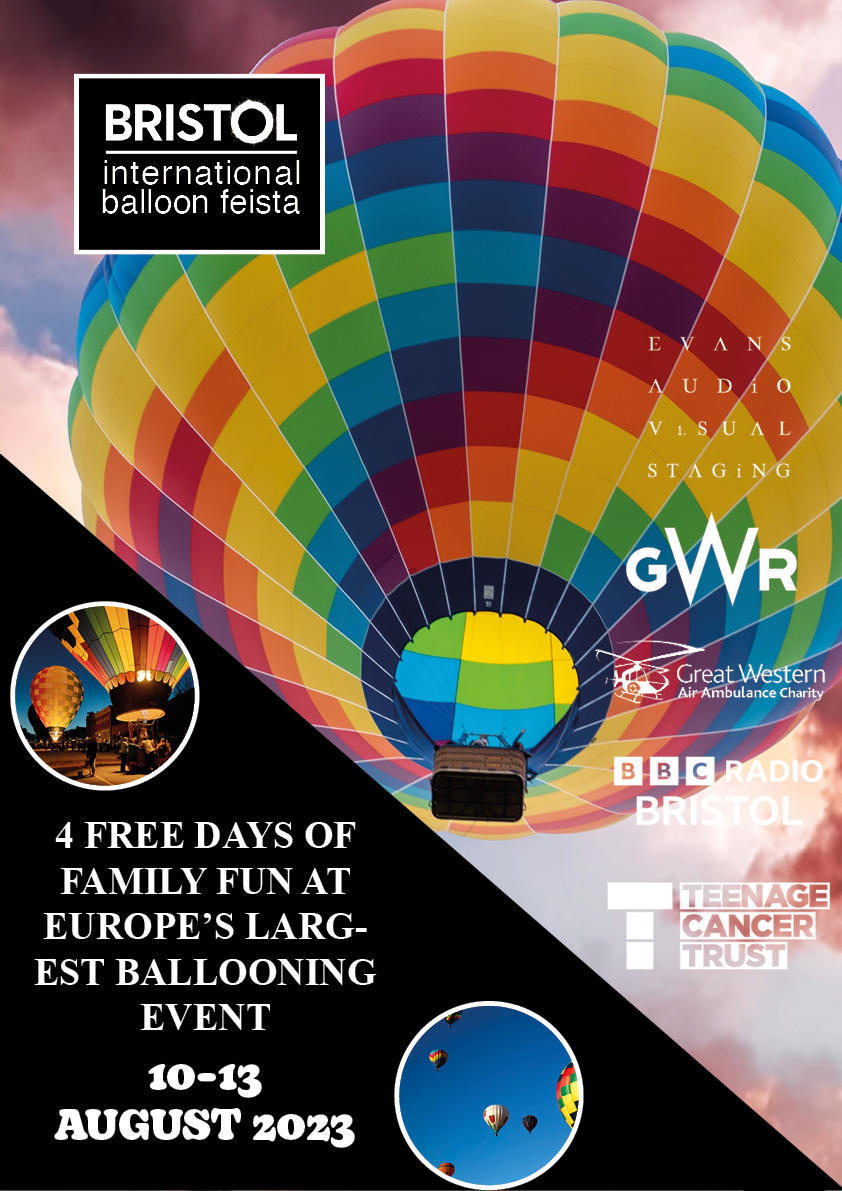 BRISTOL
international
balloon feista
EVANS
AUDiO
ViSUAL
STAGiNG
GWR
Great Western
Air Ambulance Charity
BBC RADIO
BRISTOL
TEENAGE
CANCER
TRUST
4 FREE DAYS OF
FAMILY FUN AT
EUROPE’S LARG-
EST BALLOONING
EVENT
10-13
AUGUST 2023